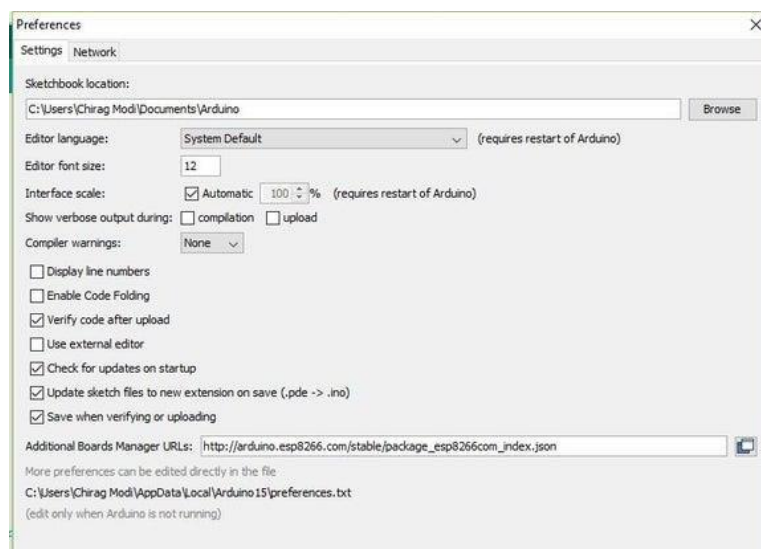 Preferences
Settings Network
Sketchbook location:
C:\Users\Chirag Modi\Documents\Arduino Browse
Editor language: System Default (requires restart of Arduino)
Editor font size: 12
Interface scale: Automatic 100 % (requires restart of Arduino)
Show verbose output during: compilation upload
Compiler warnings: None
Display line numbers
Enable Code Folding
Verify code after upload
Use external editor
Check for updates on startup
Update sketch files to new extension on save (.pde -> .ino)
Save when verifying or uploading
Additional Boards Manager URLs: http://arduino.esp8266.com/stable/package_esp8266com_index.json
More preferences can be edited directly in the file
C:\Users\Chirag Modi\AppData\Local\Arduino15\preferences.txt
(edit only when Arduino is not running)